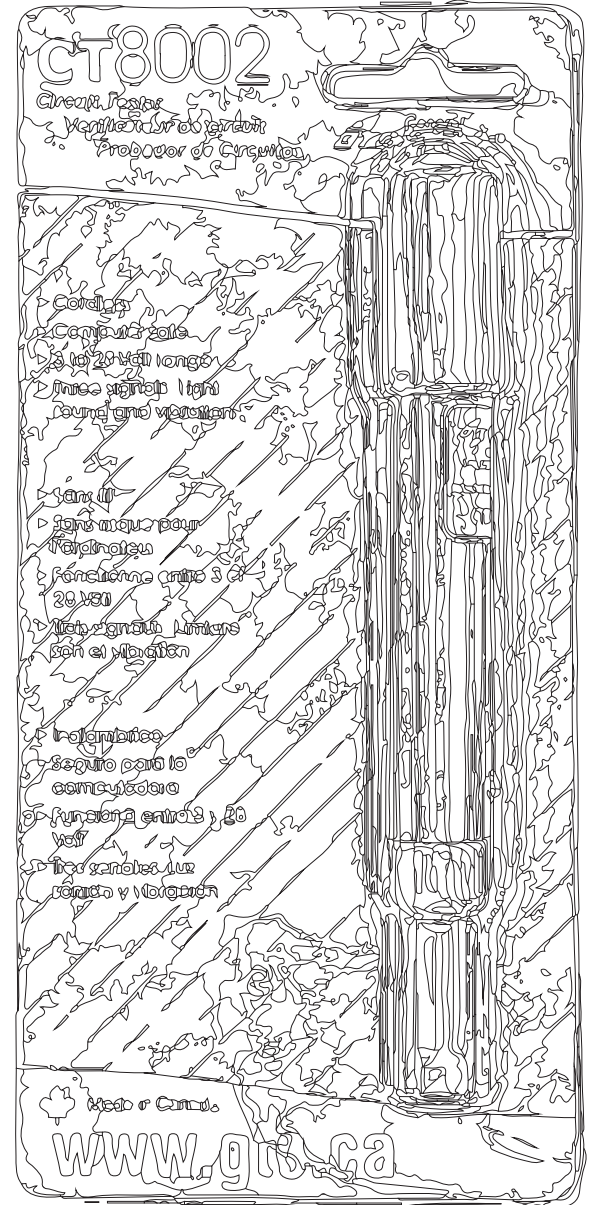 CT8002
Circuit Tester
Vérificateur de circuit
Probador de Circuitos
Cordless
Computer safe
3 to 28 Volt range
Three signals Light
sound and vibration
Sans fil
Sans risque pour
l'ordinateur
Fonctionne entre 3 et
28 Volt
Trois signaux Lumière
son et vibration
Inalámbrico
Seguro para la
computadora
Funciona entre 3 y 28
Volt
Tres señales Luz
sonido y vibración
Made in Canada